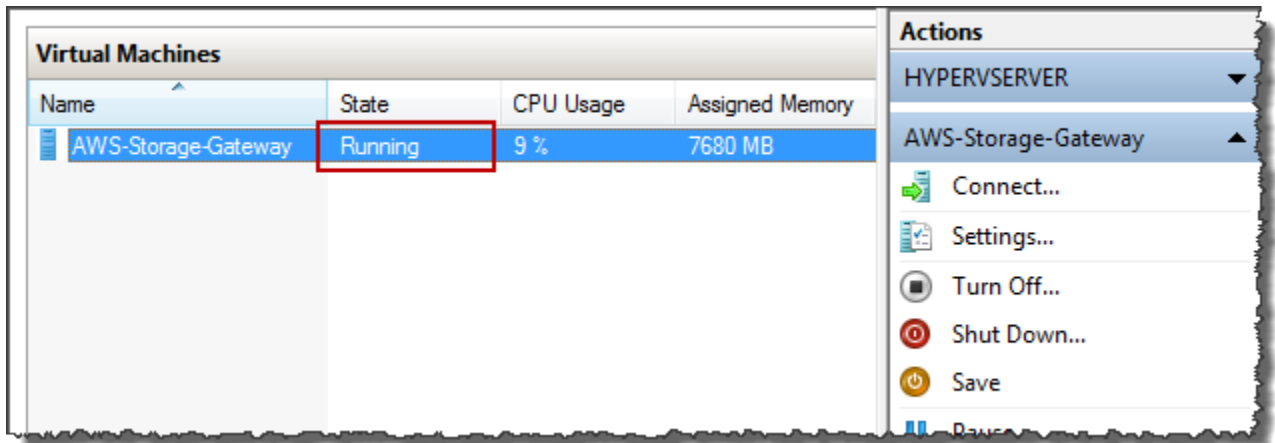 Virtual Machines
Name State CPU Usage Assigned Memory
AWS-Storage-Gateway Running 9 % 7680 MB
Actions
HYPERVSERVER
AWS-Storage-Gateway
Connect...
Settings...
Turn Off...
Shut Down...
Save
Pause